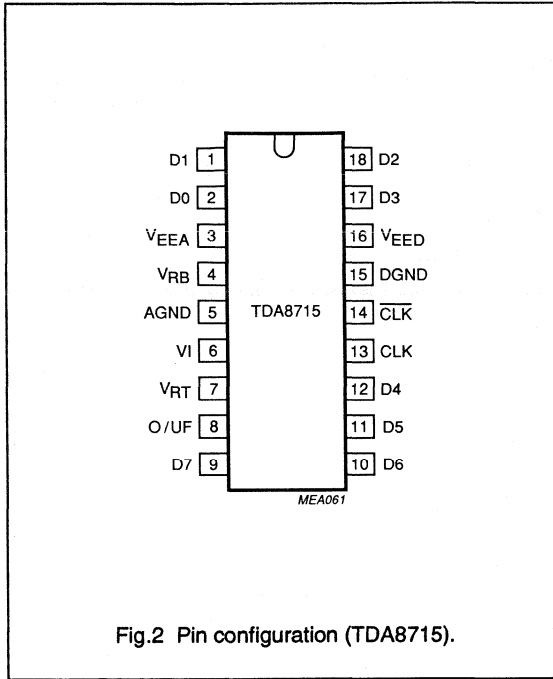 D1 1 18 D2
D0 2 17 D3
VEEA 3 16 VEED
VRB 4 15 DGND
AGND 5 TDA8715 14 CLK
VI 6 13 CLK
VRT 7 12 D4
O/UF 8 11 D5
D7 9 10 D6
MEA061
Fig.2 Pin configuration (TDA8715).